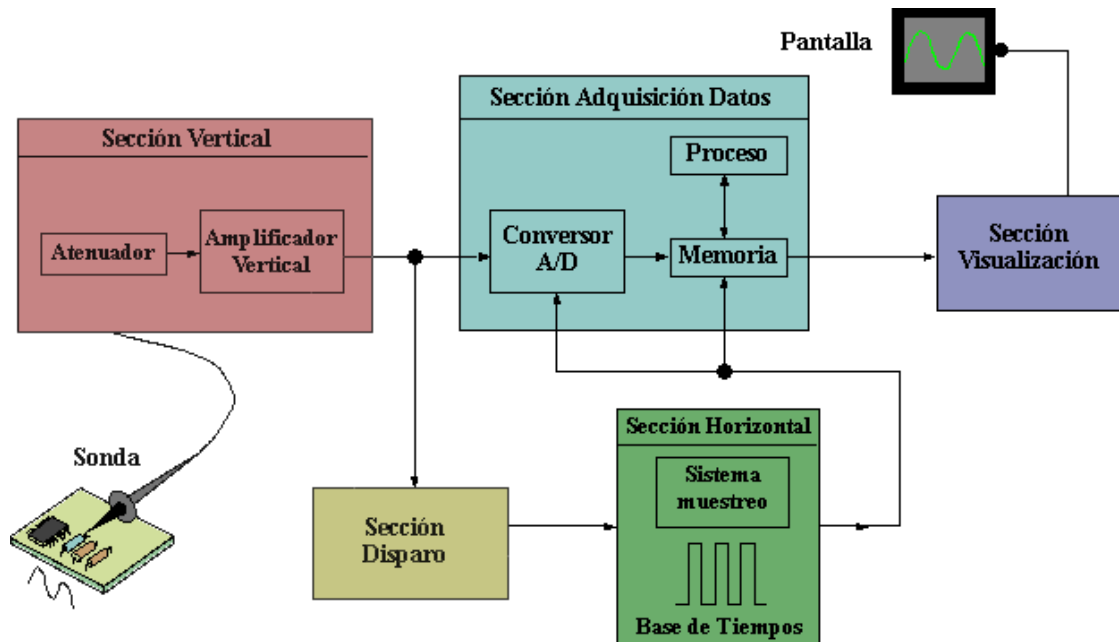 Pantalla
Sección Adquisición Datos
Sección Vertical
Proceso
Atenuador
Amplificador
Vertical
Conversor
A/D
Memoria
Sección
Visualización
Sonda
Sección Horizontal
Sistema
muestreo
Sección
Disparo
Base de Tiempos